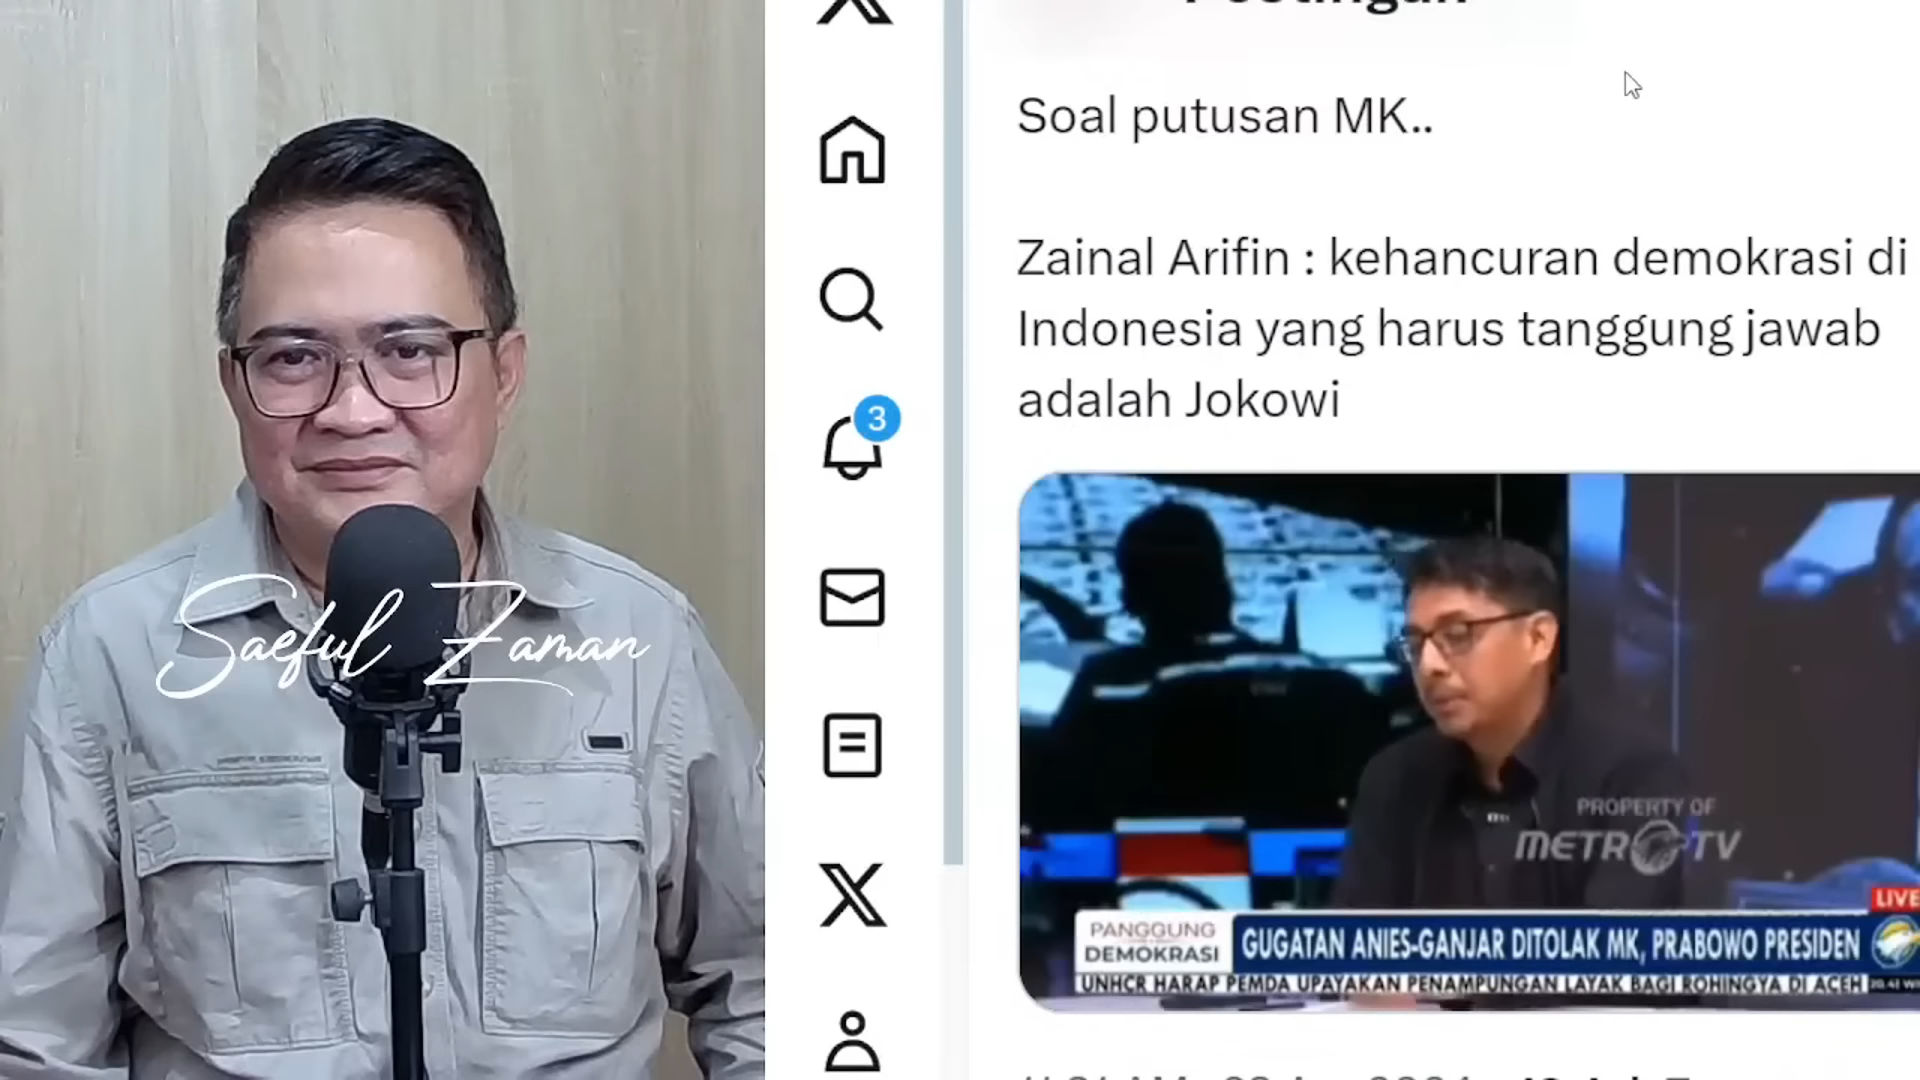 Soal putusan MK..
Zainal Arifin : kehancuran demokrasi di
Indonesia yang harus tanggung jawab
adalah Jokowi
3
Saeful Zaman
PROPERTY OF
METRO TV
LIVE
PANGGUNG
DEMOKRASI
GUGATAN ANIES-GANJAR DITOLAK MK, PRABOWO PRESIDEN
UNHCR HARAP PEMDA UPAYAKAN PENAMPUNGAN LAYAK BAGI ROHINGYA DI ACEH